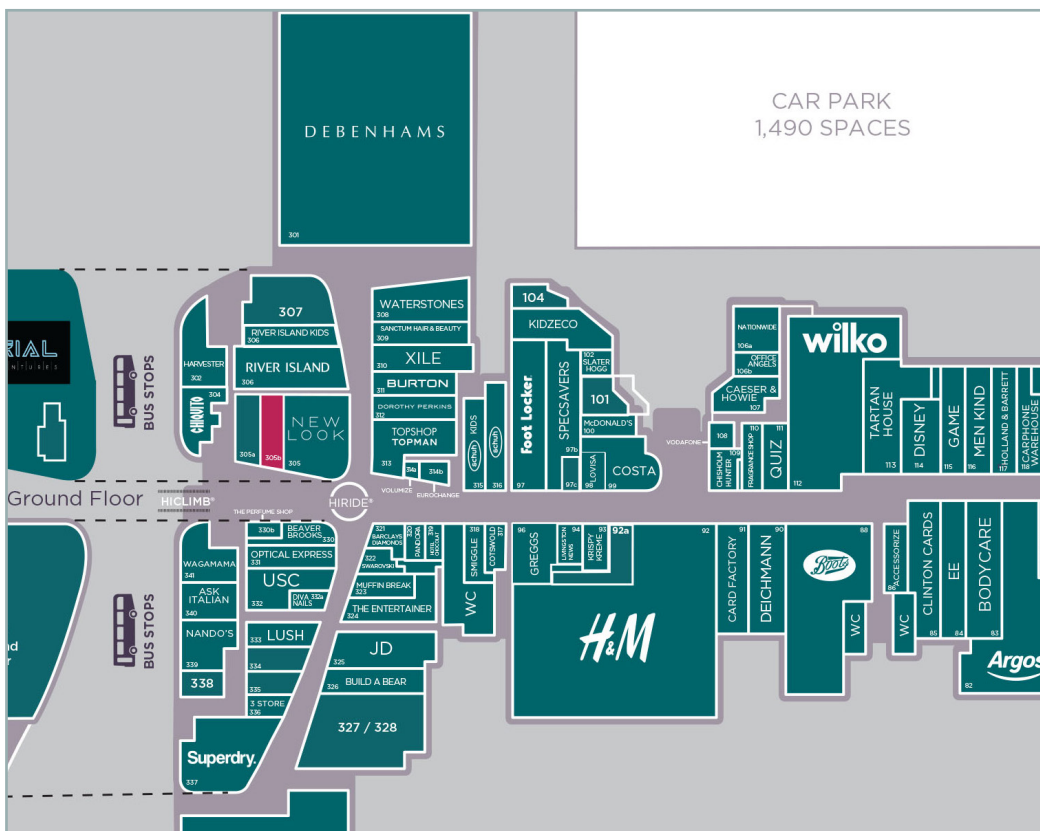 DEBENHAMS
301
CAR PARK
1,490 SPACES
BUS STOPS
HARVESTER
302
304
CHIQUITO
307
RIVER ISLAND KIDS
306
RIVER ISLAND
306
305a
305b
NEW
LOOK
305
WATERSTONES
308
SANCTUM HAIR & BEAUTY
309
XILE
310
BURTON
311
DOROTHY PERKINS
312
TOPSHOP
TOPMAN
313
314a
314b
VOLUMIZE
EUROCHANGE
schuh KIDS
315
schuh
316
104
KIDZECO
Foot Locker
97
SPECSAVERS
97b
97c
102
SLATER
HOGG
101
McDONALD'S
100
LOVISA
98
COSTA
99
NATIONWIDE
106a
OFFICE
ANGELS
106b
CAESER &
HOWIE
107
VODAFONE
108
CHISHOLM
HUNTER
109
FRAGRANCE SHOP
110
QUIZ
111
wilko
112
TARTAN
HOUSE
113
DISNEY
114
GAME
115
MEN KIND
116
HOLLAND & BARRETT
117
CARPHONE
WAREHOUSE
118
Ground Floor
HICLIMB®
HIRIDE®
THE PERFUME SHOP
330b
BEAVER
BROOKS
330
OPTICAL EXPRESS
331
USC
332
DIVA
NAILS
332a
BUS STOPS
WAGAMAMA
341
ASK
ITALIAN
340
NANDO'S
339
338
LUSH
333
334
335
3 STORE
336
Superdry.
337
321
BARCLAYS
DIAMONDS
320
PANDORA
319
HOTEL
CHOCOLAT
322
SWAROVSKI
MUFFIN BREAK
323
THE ENTERTAINER
324
JD
325
BUILD A BEAR
326
327 / 328
318
SMIGGLE
317
COTSWOLD
WC
96
GREGGS
LIVINGSTON
NEWS
94
KRISPY
KREME
93
92a
92
H&M
91
CARD FACTORY
90
DEICHMANN
88
Boots
WC
ACCESSORIZE
86
WC
CLINTON CARDS
85
EE
84
BODYCARE
83
Argos
82